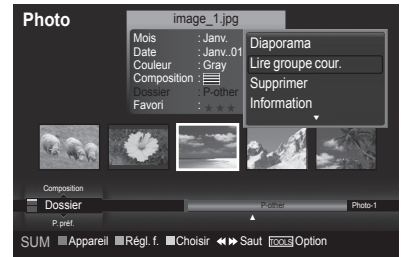 Photo
image_1.jpg
Mois : Janv.
Date : Janv..01
Couleur : Gray
Composition :
Dossier : P-other
Favori : ★★★
Diaporama
Lire groupe cour.
Supprimer
Information
Composition
Dossier
P. préf.
P-other
Photo-1
SUM Appareil Régl. f. Choisir Saut TOOLS Option